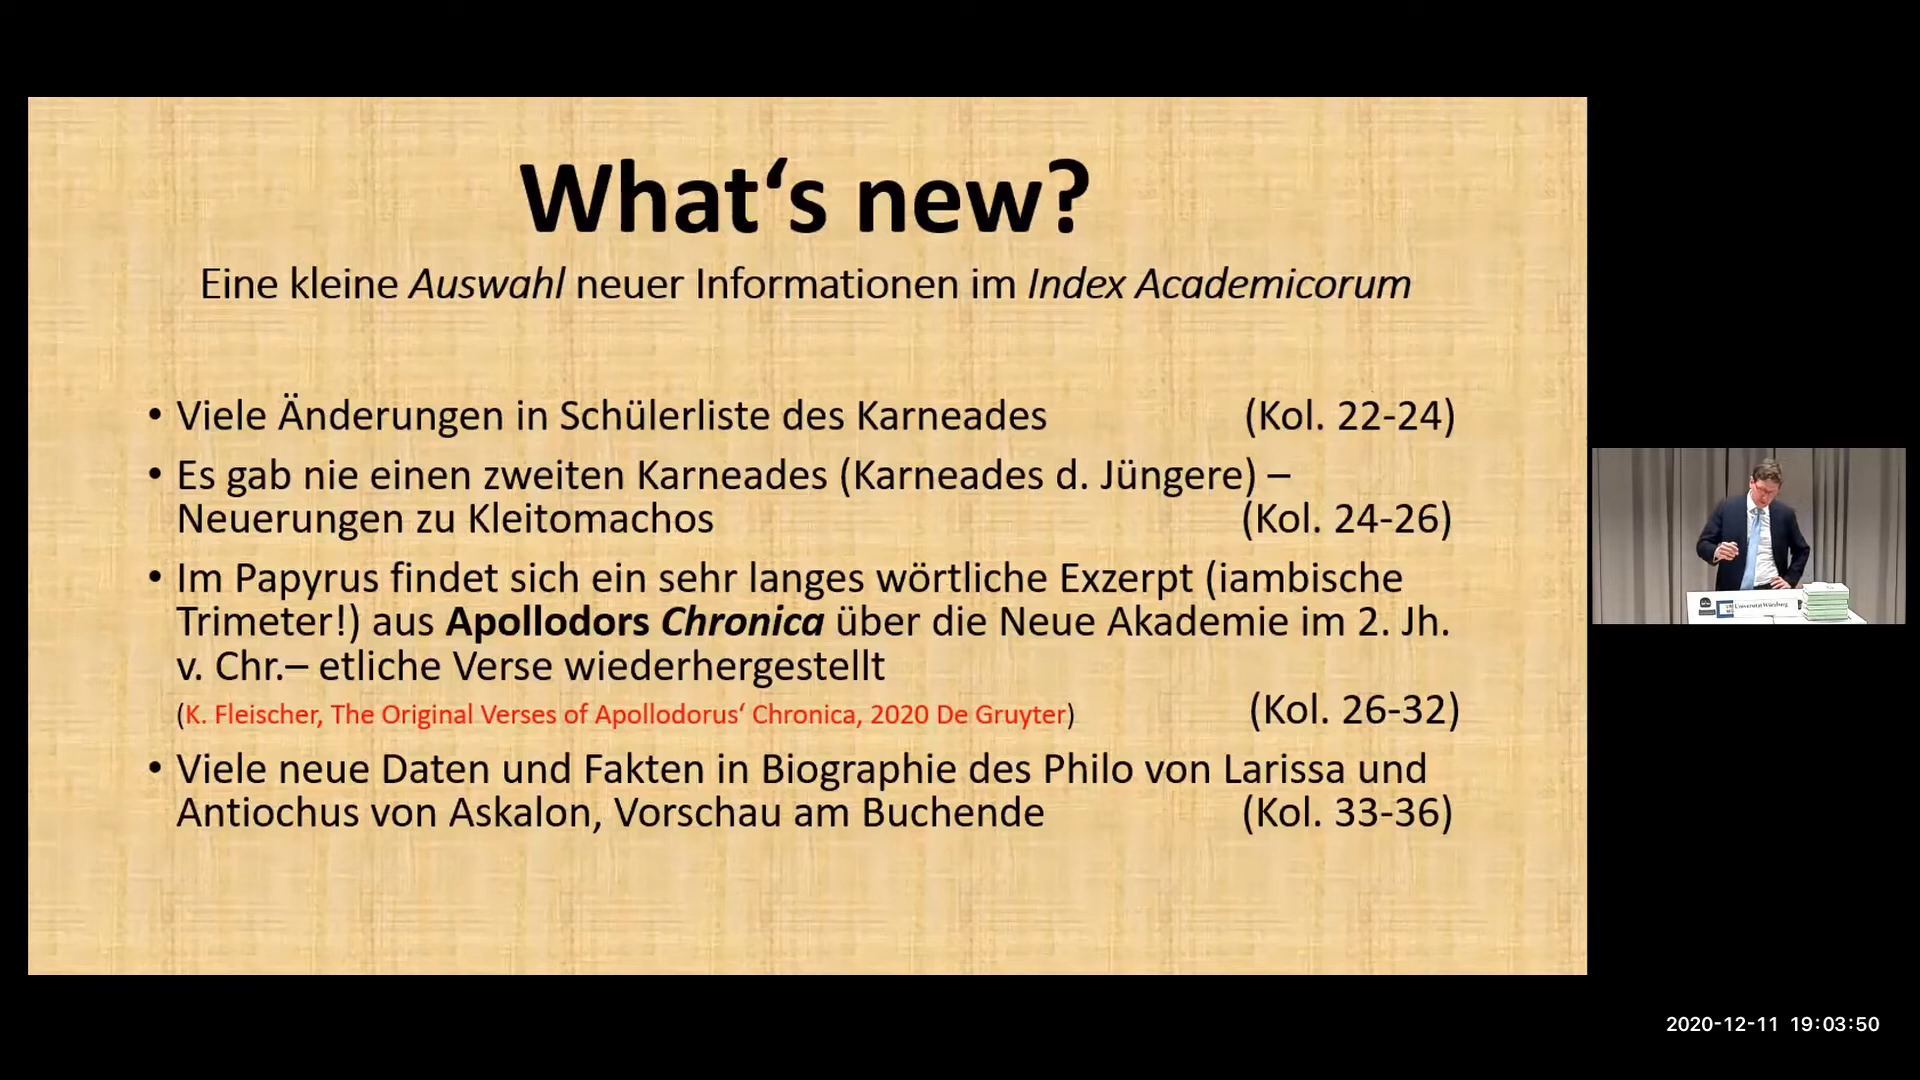 What‘s new?
Eine kleine Auswahl neuer Informationen im Index Academicorum
• Viele Änderungen in Schülerliste des Karneades (Kol. 22-24)
• Es gab nie einen zweiten Karneades (Karneades d. Jüngere) –
Neuerungen zu Kleitomachos (Kol. 24-26)
• Im Papyrus findet sich ein sehr langes wörtliche Exzerpt (iambische
Trimeter!) aus Apollodors Chronica über die Neue Akademie im 2. Jh.
v. Chr.– etliche Verse wiederhergestellt
(K. Fleischer, The Original Verses of Apollodorus‘ Chronica, 2020 De Gruyter) (Kol. 26-32)
• Viele neue Daten und Fakten in Biographie des Philo von Larissa und
Antiochus von Askalon, Vorschau am Buchende (Kol. 33-36)
Universität Würzburg
2020-12-11 19:03:50